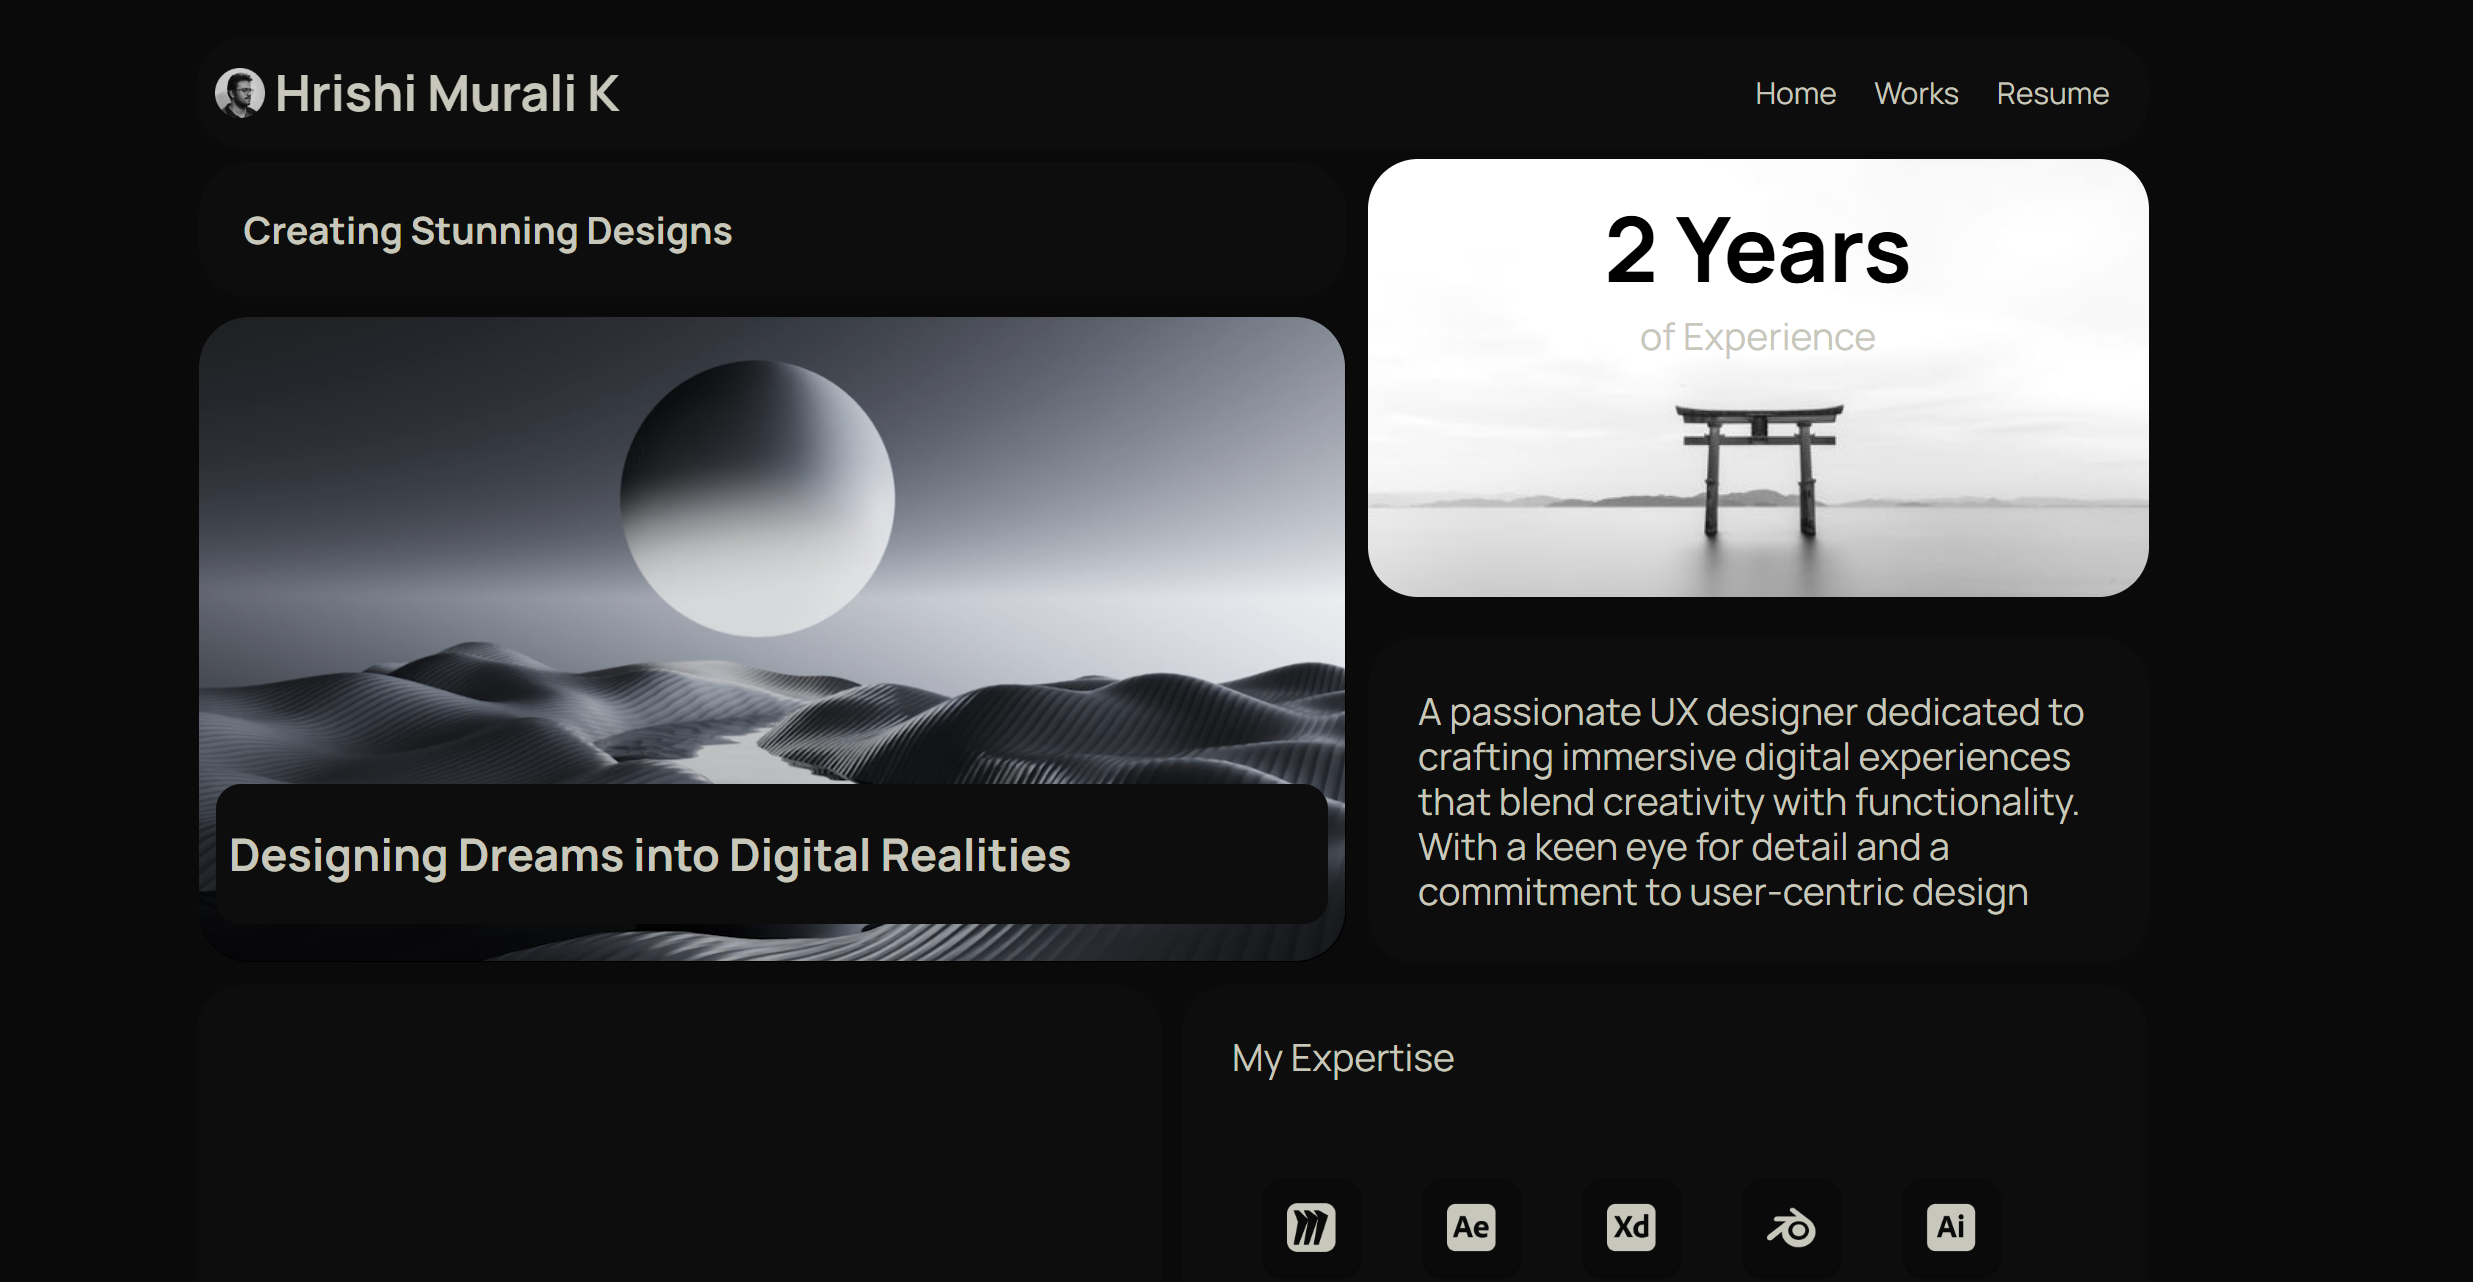 Hrishi Murali K
Home Works Resume
Creating Stunning Designs
2 Years
of Experience
Designing Dreams into Digital Realities
A passionate UX designer dedicated to
crafting immersive digital experiences
that blend creativity with functionality.
With a keen eye for detail and a
commitment to user-centric design
My Expertise
Ae
Xd
Ai